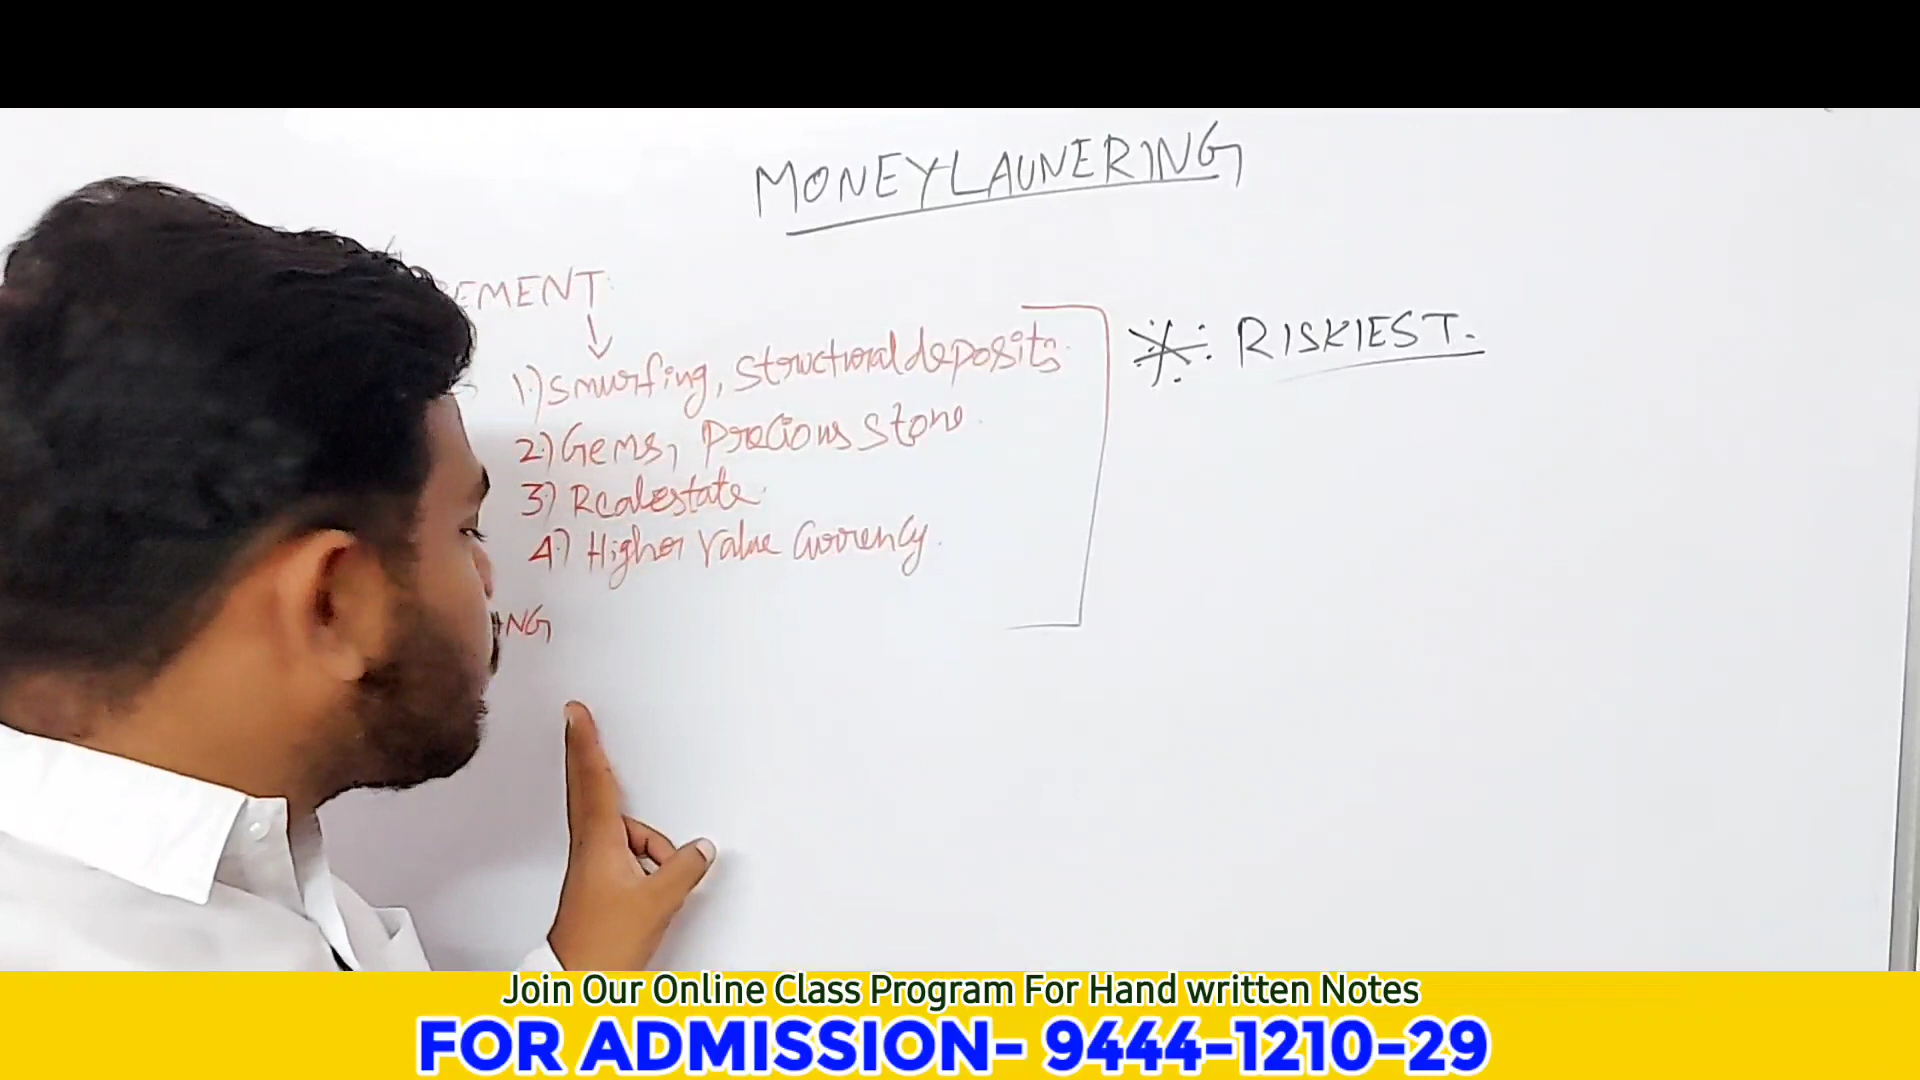 MONEYLAUNERING
EMENT
1.) Smurfing, Structural deposits.
※ RISKIEST.
2.) Gems, Precious Stone.
3) Realestate.
4.) Higher Value Currency.
NG
Join Our Online Class Program For Hand written Notes
FOR ADMISSION- 9444-1210-29